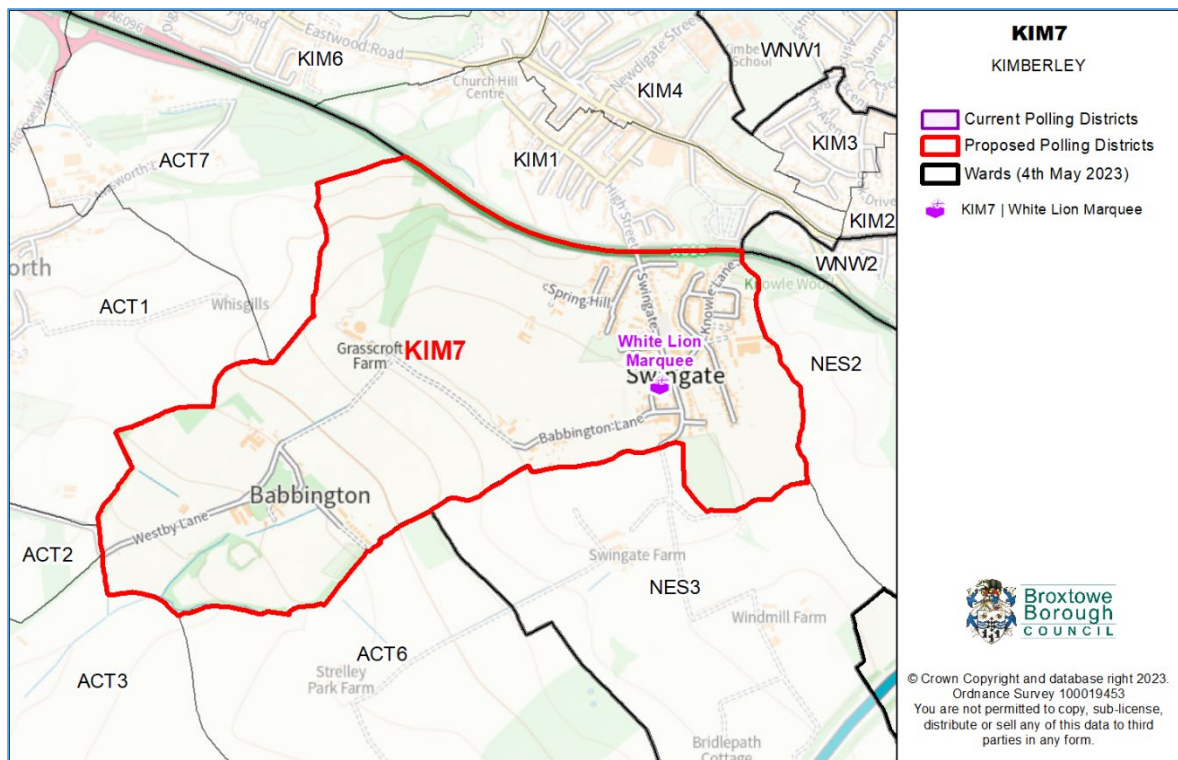 A6096
Eastwood Road
KIM6
Church Hill
Centre
Newdigate Street
KIM4
WNW1
School
KIM3
ACT7
KIM1
High Street
KIM2
WNW2
orth
ACT1
Whisgills
Spring Hill
Swingate
Knowle Lane
Knowle Wood
Grasscroft
Farm
KIM7
White Lion
Marquee
Swingate
NES2
Babbington Lane
Babbington
Westby Lane
ACT2
Swingate Farm
NES3
Windmill Farm
ACT3
ACT6
Strelley
Park Farm
Bridlepath
Cottage
KIM7
KIMBERLEY
Current Polling Districts
Proposed Polling Districts
Wards (4th May 2023)
KIM7 | White Lion Marquee
Broxtowe
Borough
COUNCIL
© Crown Copyright and database right 2023.
Ordnance Survey 100019453
You are not permitted to copy, sub-license,
distribute or sell any of this data to third
parties in any form.